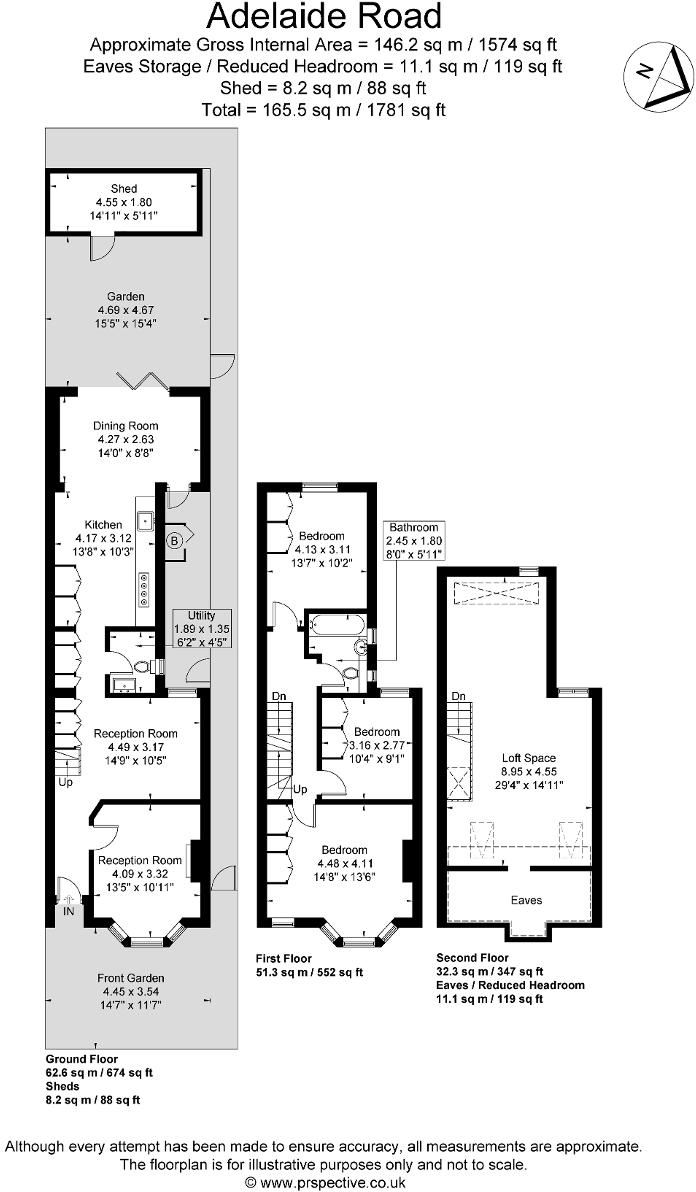 Adelaide Road
Approximate Gross Internal Area = 146.2 sq m / 1574 sq ft
Eaves Storage / Reduced Headroom = 11.1 sq m / 119 sq ft
Shed = 8.2 sq m / 88 sq ft
Total = 165.5 sq m / 1781 sq ft
N
Shed
4.55 x 1.80
14'11" x 5'11"
Garden
4.69 x 4.67
15'5" x 15'4"
Dining Room
4.27 x 2.63
14'0" x 8'8"
Kitchen
4.17 x 3.12
13'8" x 10'3"
B
Utility
1.89 x 1.35
6'2" x 4'5"
Reception Room
4.49 x 3.17
14'9" x 10'5"
Up
Reception Room
4.09 x 3.32
13'5" x 10'11"
IN
Front Garden
4.45 x 3.54
14'7" x 11'7"
Ground Floor
62.6 sq m / 674 sq ft
Sheds
8.2 sq m / 88 sq ft
Bedroom
4.13 x 3.11
13'7" x 10'2"
Bathroom
2.45 x 1.80
8'0" x 5'11"
Dn
Bedroom
3.16 x 2.77
10'4" x 9'1"
Up
Bedroom
4.48 x 4.11
14'8" x 13'6"
First Floor
51.3 sq m / 552 sq ft
Dn
Loft Space
8.95 x 4.55
29'4" x 14'11"
Eaves
Second Floor
32.3 sq m / 347 sq ft
Eaves / Reduced Headroom
11.1 sq m / 119 sq ft
Although every attempt has been made to ensure accuracy, all measurements are approximate.
The floorplan is for illustrative purposes only and not to scale.
© www.prspective.co.uk